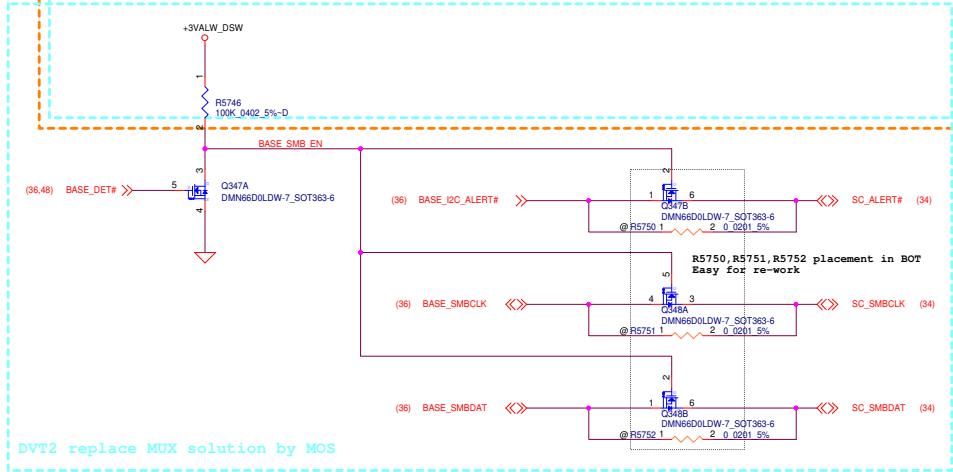 +3VALW_DSW
1
R5746
100K_0402_5%~D
2
BASE_SMB_EN
3
Q347A
DMN66D0LDW-7_SOT363-6
(36,48) BASE_DET#
5
4
2
(36) BASE_I2C_ALERT#
1
6
SC_ALERT# (34)
Q347B
DMN66D0LDW-7_SOT363-6
@ R5750 1 2 0_0201_5%
R5750,R5751,R5752 placement in BOT
Easy for re-work
5
(36) BASE_SMBCLK
4
3
SC_SMBCLK (34)
Q348A
DMN66D0LDW-7_SOT363-6
@ R5751 1 2 0_0201_5%
2
(36) BASE_SMBDAT
1
6
SC_SMBDAT (34)
Q348B
DMN66D0LDW-7_SOT363-6
@ R5752 1 2 0_0201_5%
DVT2 replace MUX solution by MOS